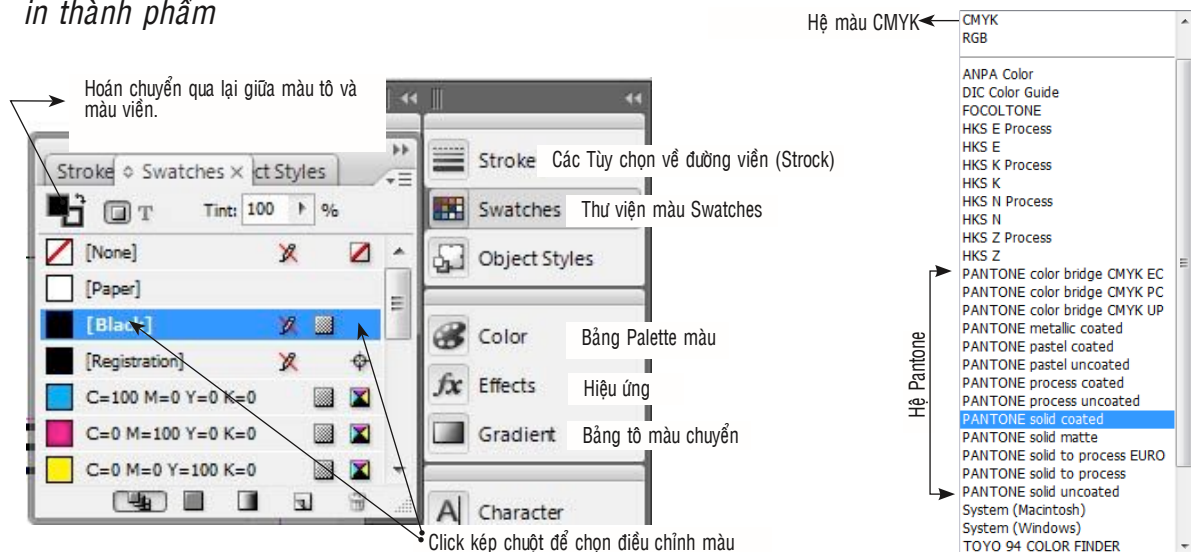 in thành phẩm
Hoán chuyển qua lại giữa màu tô và
màu viền.
Stroke
Swatches
ct Styles
Tint: 100 %
[None]
[Paper]
[Black]
[Registration]
C=100 M=0 Y=0 K=0
C=0 M=100 Y=0 K=0
C=0 M=0 Y=100 K=0
Stroke Các Tùy chọn về đường viền (Strock)
Swatches Thư viện màu Swatches
Object Styles
Color Bảng Palette màu
Effects Hiệu ứng
Gradient Bảng tô màu chuyển
Character
Click kép chuột để chọn điều chỉnh màu
Hệ màu CMYK
CMYK
RGB
ANPA Color
DIC Color Guide
FOCOLTONE
HKS E Process
HKS E
HKS K Process
HKS K
HKS N Process
HKS N
HKS Z Process
HKS Z
Hệ Pantone
PANTONE color bridge CMYK EC
PANTONE color bridge CMYK PC
PANTONE color bridge CMYK UP
PANTONE metallic coated
PANTONE pastel coated
PANTONE pastel uncoated
PANTONE process coated
PANTONE process uncoated
PANTONE solid coated
PANTONE solid matte
PANTONE solid to process EURO
PANTONE solid to process
PANTONE solid uncoated
System (Macintosh)
System (Windows)
TOYO 94 COLOR FINDER